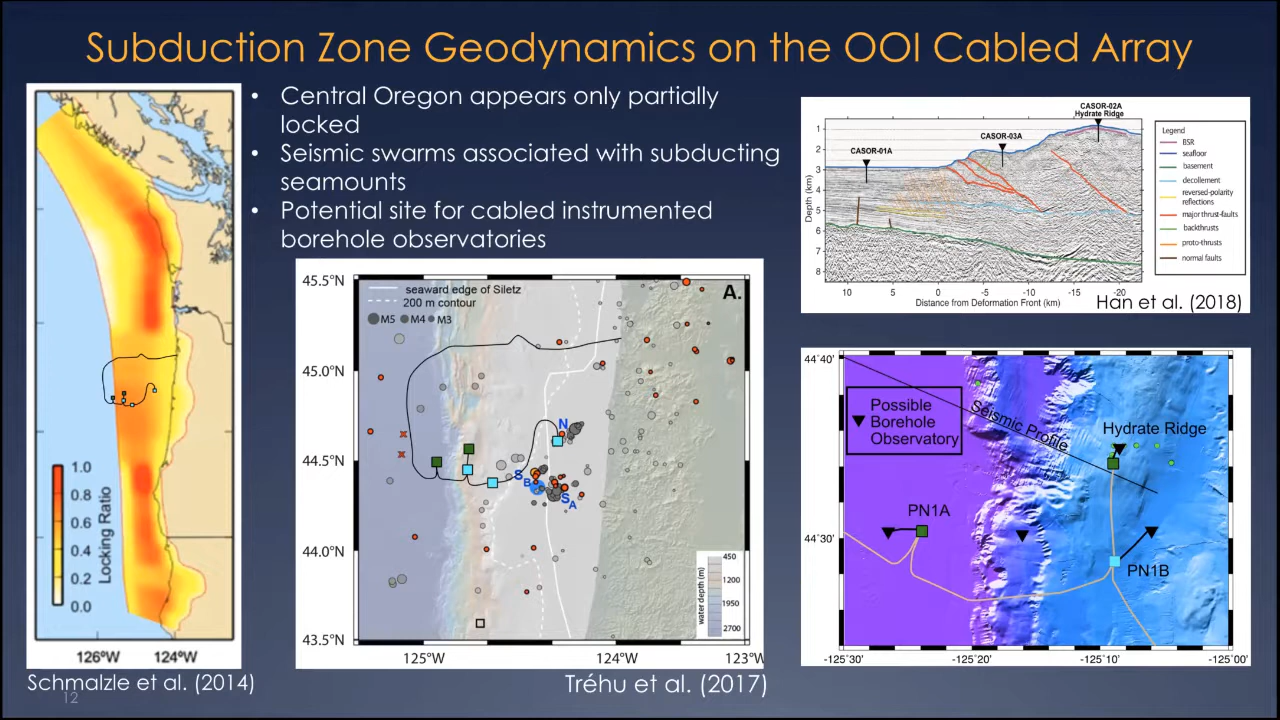 Subduction Zone Geodynamics on the OOI Cabled Array
• Central Oregon appears only partially
locked
• Seismic swarms associated with subducting
seamounts
• Potential site for cabled instrumented
borehole observatories
1.0
0.8
0.6
0.4
0.2
0.0
Locking Ratio
126°W 124°W
Schmalzle et al. (2014)
12
45.5°N
45.0°N
44.5°N
44.0°N
43.5°N
seaward edge of Siletz
200 m contour
M5 M4 M3
A.
N
SB
SA
water depth (m)
450
1200
1950
2700
125°W 124°W 123°W
Tréhu et al. (2017)
CASOR-02A
Hydrate Ridge
CASOR-03A
CASOR-01A
Depth (km)
1
2
3
4
5
6
7
8
10 5 0 -5 -10 -15 -20
Distance from Deformation Front (km)
Legend
BSR
seafloor
basement
decollement
reversed-polarity
reflections
major thrust-faults
backthrusts
proto-thrusts
normal faults
Han et al. (2018)
44°40'
44°30'
Possible
Borehole
Observatory
Seismic Profile
Hydrate Ridge
PN1A
PN1B
-125°30' -125°20' -125°10' -125°00'